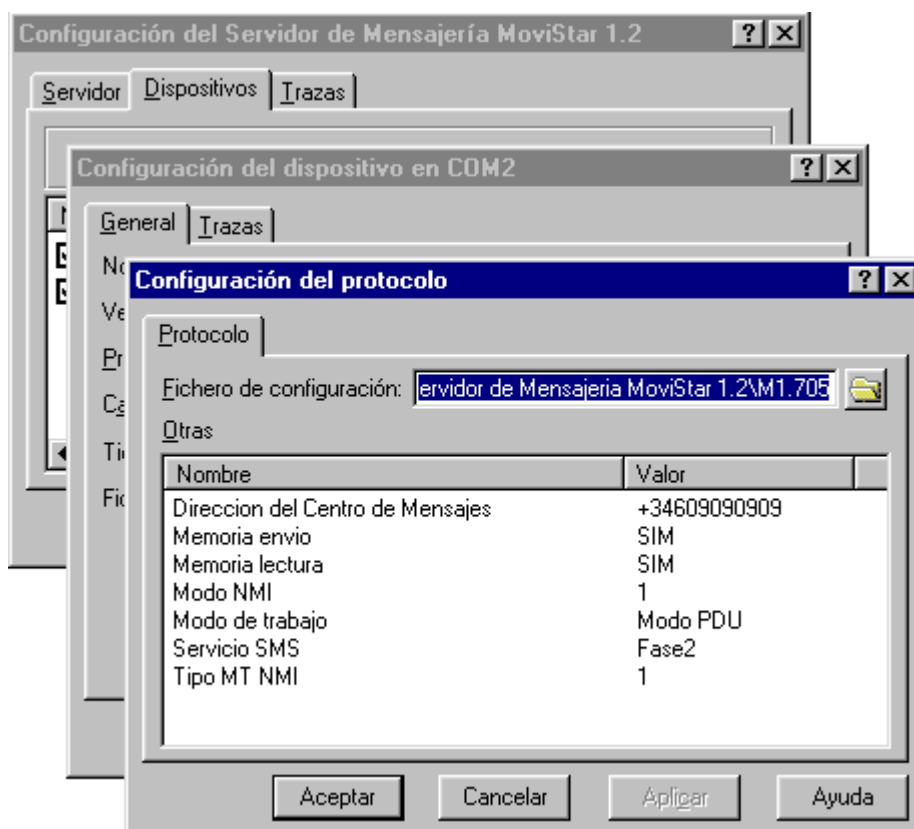 Configuración del Servidor de Mensajería MoviStar 1.2
Servidor Dispositivos Trazas
Configuración del dispositivo en COM2
General Trazas
Configuración del protocolo
Protocolo
Fichero de configuración: ervidor de Mensajeria MoviStar 1.2\M1.705
Otras
Nombre Valor
Direccion del Centro de Mensajes +34609090909
Memoria envio SIM
Memoria lectura SIM
Modo NMI 1
Modo de trabajo Modo PDU
Servicio SMS Fase2
Tipo MT NMI 1
Aceptar Cancelar Aplicar Ayuda